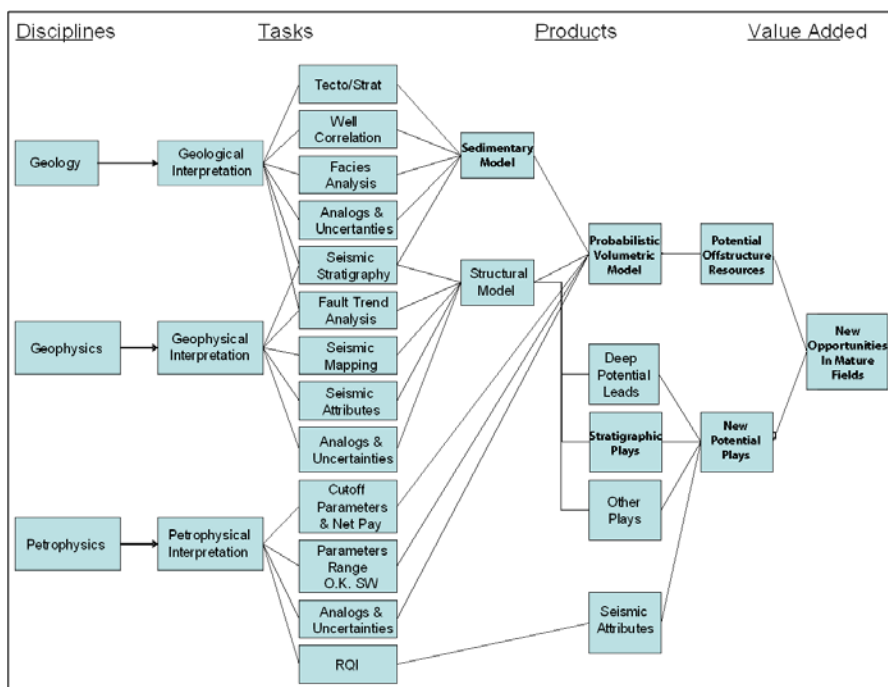 Disciplines
Tasks
Products
Value Added
Geology
Geophysics
Petrophysics
Geological
Interpretation
Geophysical
Interpretation
Petrophysical
Interpretation
Tecto/Strat
Well
Correlation
Facies
Analysis
Analogs &
Uncertanties
Seismic
Stratigraphy
Fault Trend
Analysis
Seismic
Mapping
Seismic
Attributes
Analogs &
Uncertainties
Cutoff
Parameters
& Net Pay
Parameters
Range
O.K. SW
Analogs &
Uncertainties
RQI
Sedimentary
Model
Structural
Model
Probabilistic
Volumetric
Model
Deep
Potential
Leads
Stratigraphic
Plays
Other
Plays
Seismic
Attributes
Potential
Offstructure
Resources
New
Potential
Plays
New
Opportunities
In Mature
Fields